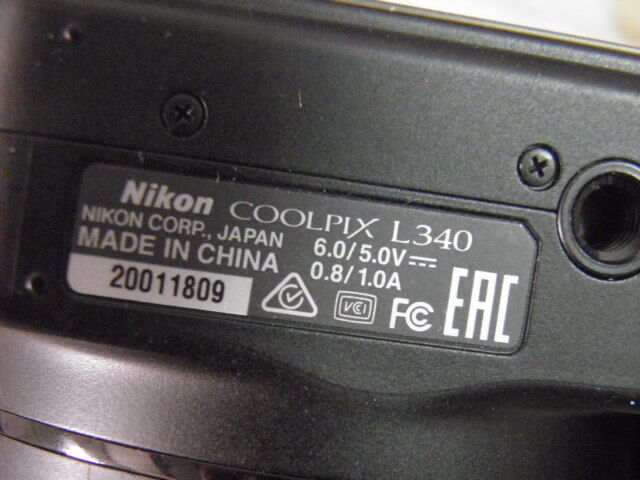 Nikon COOLPIX L340
NIKON CORP., JAPAN 6.0/5.0V
MADE IN CHINA 0.8/1.0A
20011809
VCCI FC EAC